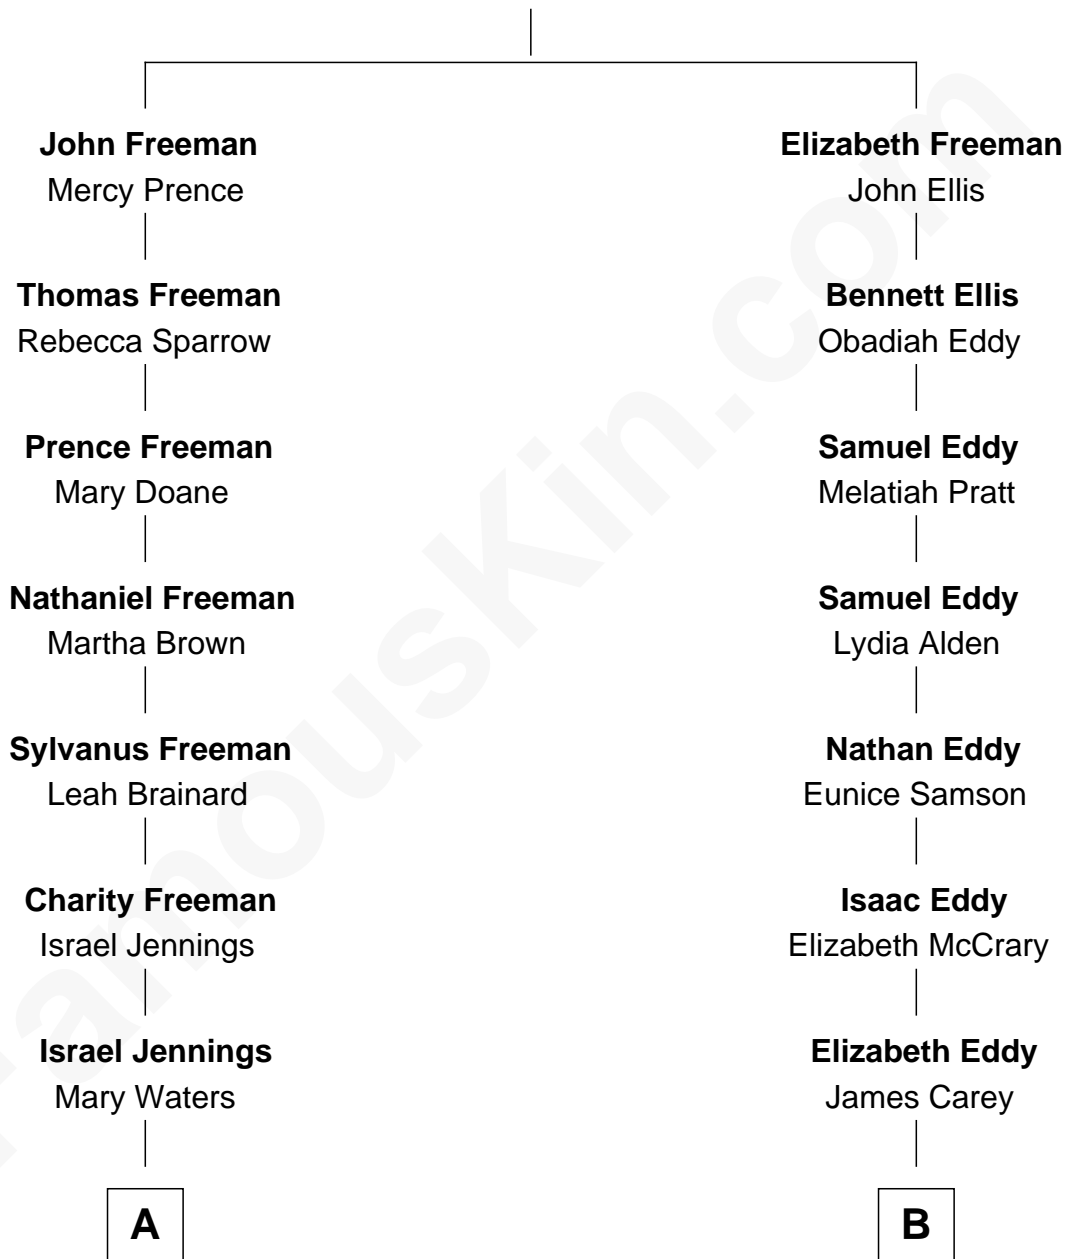 John Freeman
Mercy Prence
Thomas Freeman
Rebecca Sparrow
Prence Freeman
Mary Doane
Nathaniel Freeman
Martha Brown
Sylvanus Freeman
Leah Brainard
Charity Freeman
Israel Jennings
Israel Jennings
Mary Waters
A
Elizabeth Freeman
John Ellis
Bennett Ellis
Obadiah Eddy
Samuel Eddy
Melatiah Pratt
Samuel Eddy
Lydia Alden
Nathan Eddy
Eunice Samson
Isaac Eddy
Elizabeth McCrary
Elizabeth Eddy
James Carey
B
FamousKin.com